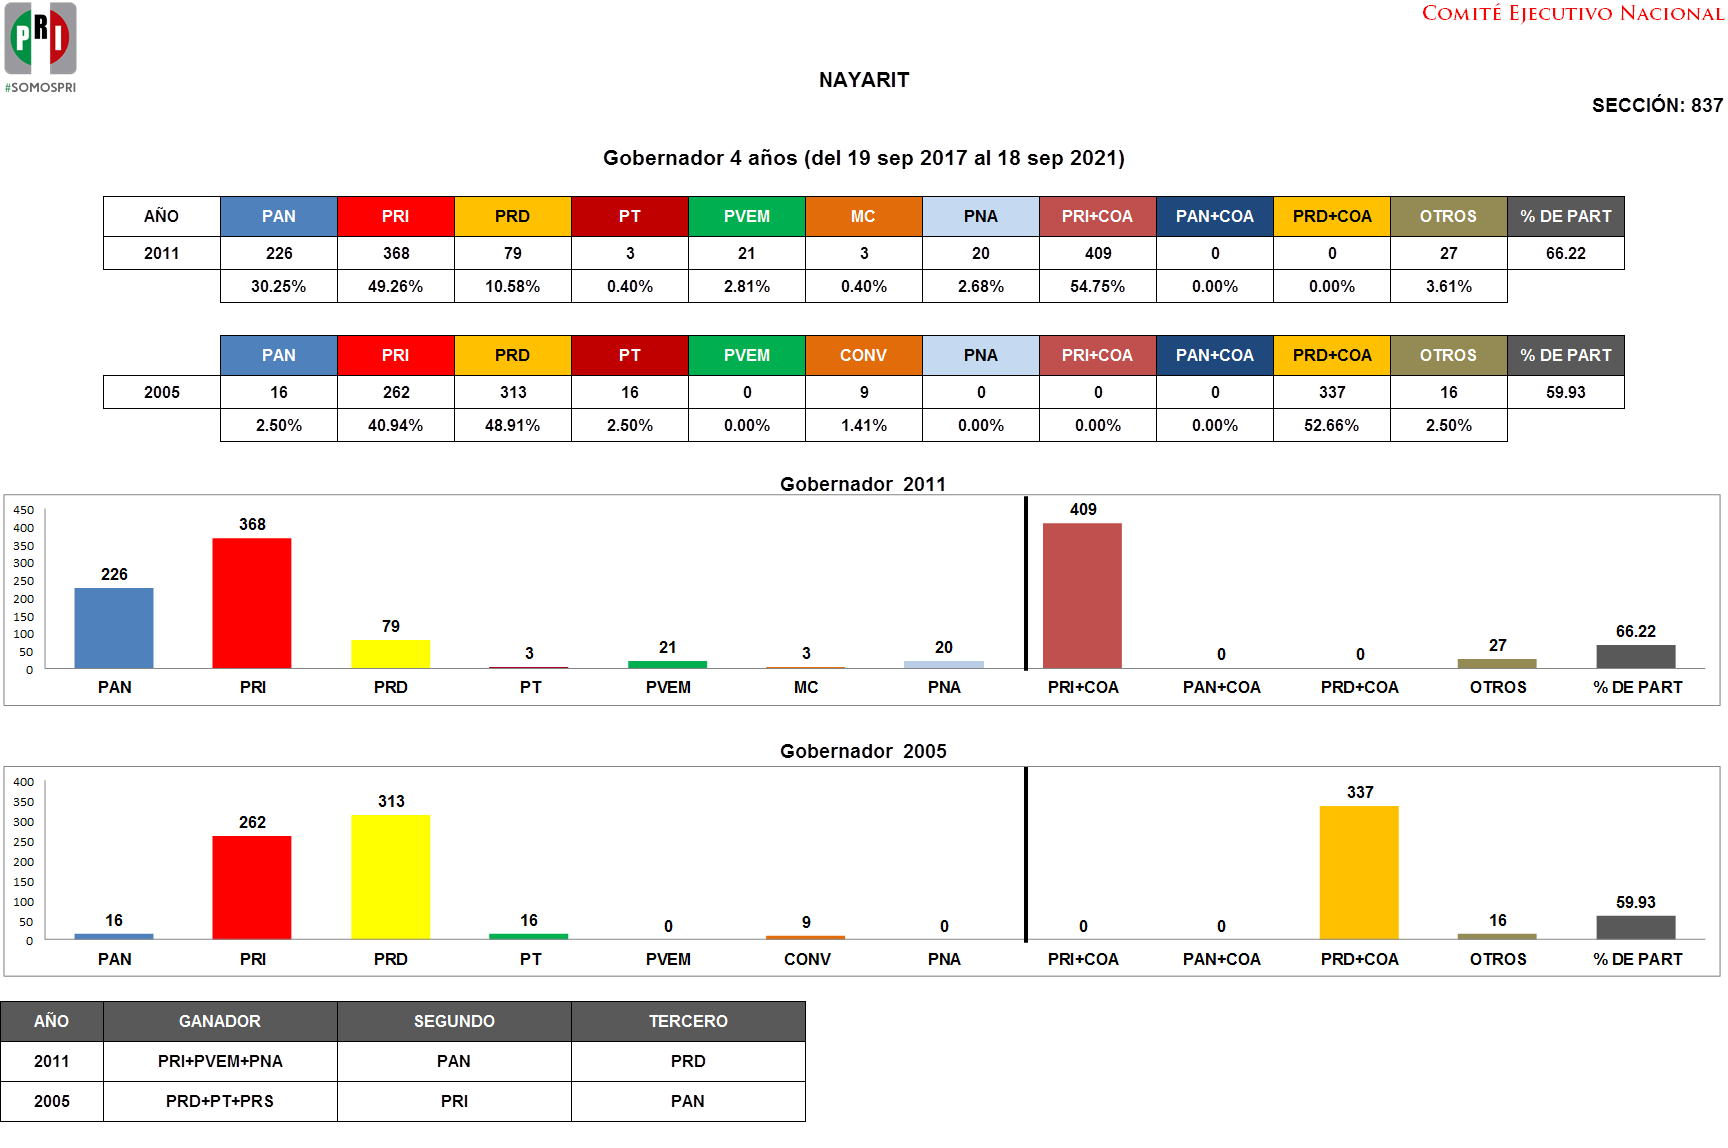 PRI
#SOMOSPRI
COMITÉ EJECUTIVO NACIONAL
NAYARIT
SECCIÓN: 837
Gobernador 4 años (del 19 sep 2017 al 18 sep 2021)
AÑO PAN PRI PRD PT PVEM MC PNA PRI+COA PAN+COA PRD+COA OTROS % DE PART
2011 226 368 79 3 21 3 20 409 0 0 27 66.22
30.25% 49.26% 10.58% 0.40% 2.81% 0.40% 2.68% 54.75% 0.00% 0.00% 3.61%
PAN PRI PRD PT PVEM CONV PNA PRI+COA PAN+COA PRD+COA OTROS % DE PART
2005 16 262 313 16 0 9 0 0 0 337 16 59.93
2.50% 40.94% 48.91% 2.50% 0.00% 1.41% 0.00% 0.00% 0.00% 52.66% 2.50%
Gobernador 2011
450
400
350
300
250
200
150
100
50
0
226 368 79 3 21 3 20 409 0 0 27 66.22
PAN PRI PRD PT PVEM MC PNA PRI+COA PAN+COA PRD+COA OTROS % DE PART
Gobernador 2005
400
350
300
250
200
150
100
50
0
16 262 313 16 0 9 0 0 0 337 16 59.93
PAN PRI PRD PT PVEM CONV PNA PRI+COA PAN+COA PRD+COA OTROS % DE PART
AÑO GANADOR SEGUNDO TERCERO
2011 PRI+PVEM+PNA PAN PRD
2005 PRD+PT+PRS PRI PAN